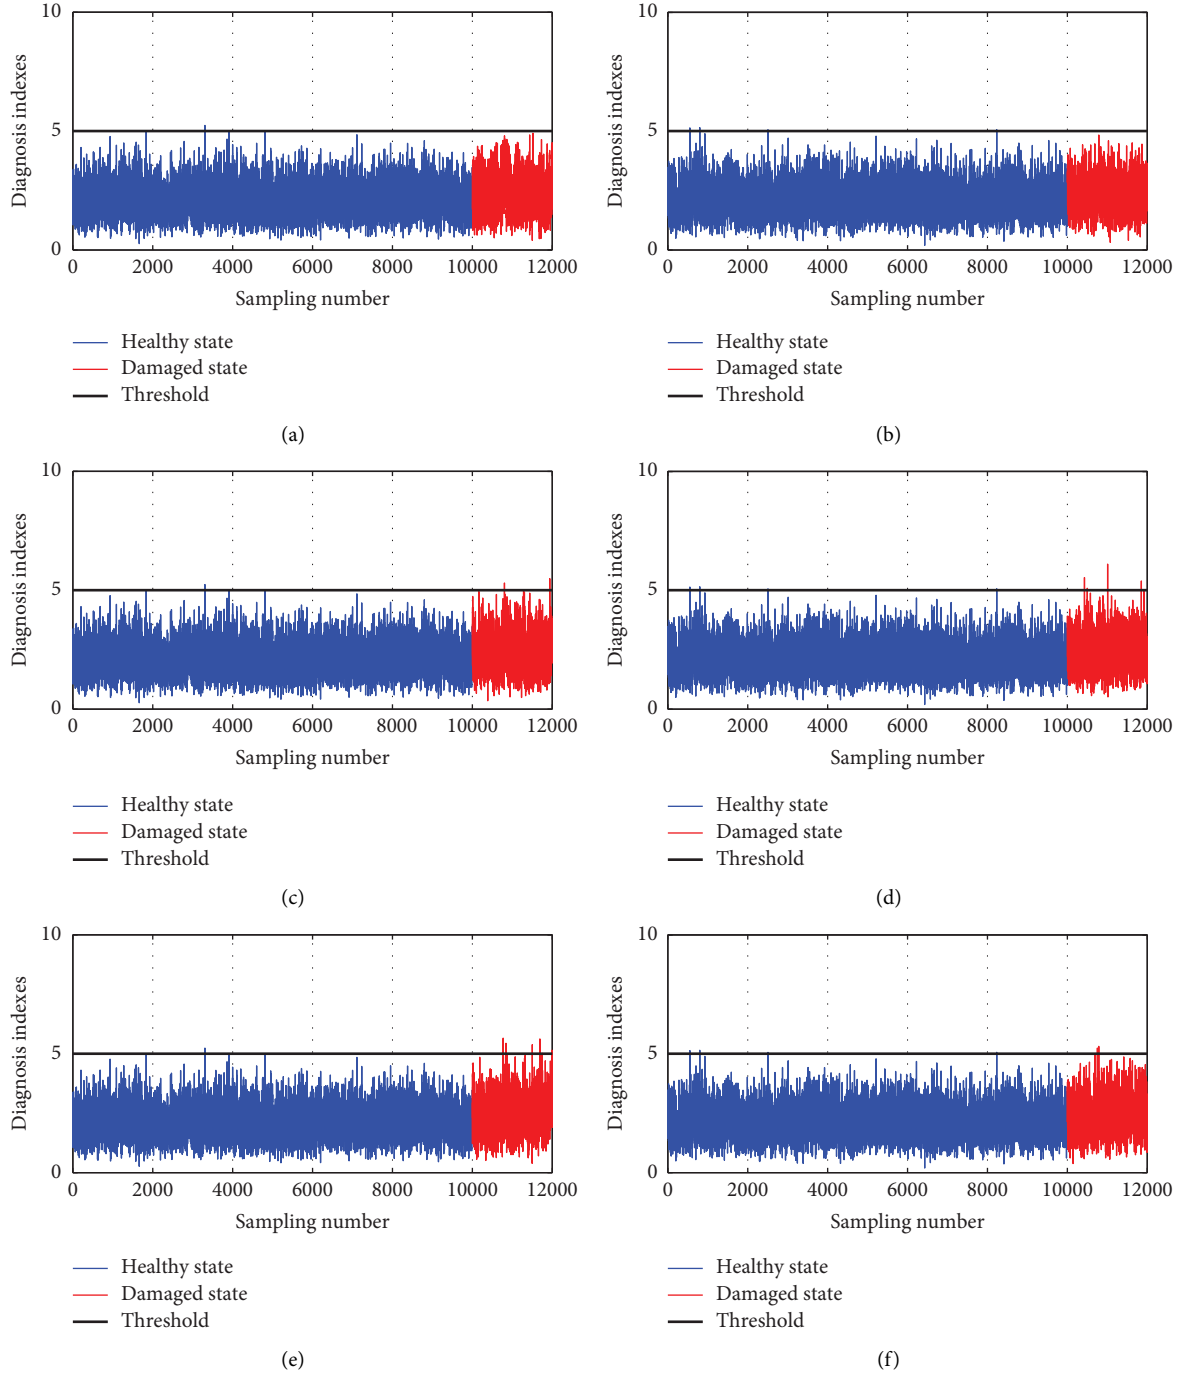 10
5
0
Diagnosis indexes
0 2000 4000 6000 8000 10000 12000
Sampling number
Healthy state
Damaged state
Threshold
(a)
10
5
0
Diagnosis indexes
0 2000 4000 6000 8000 10000 12000
Sampling number
Healthy state
Damaged state
Threshold
(b)
10
5
0
Diagnosis indexes
0 2000 4000 6000 8000 10000 12000
Sampling number
Healthy state
Damaged state
Threshold
(c)
10
5
0
Diagnosis indexes
0 2000 4000 6000 8000 10000 12000
Sampling number
Healthy state
Damaged state
Threshold
(d)
10
5
0
Diagnosis indexes
0 2000 4000 6000 8000 10000 12000
Sampling number
Healthy state
Damaged state
Threshold
(e)
10
5
0
Diagnosis indexes
0 2000 4000 6000 8000 10000 12000
Sampling number
Healthy state
Damaged state
Threshold
(f)